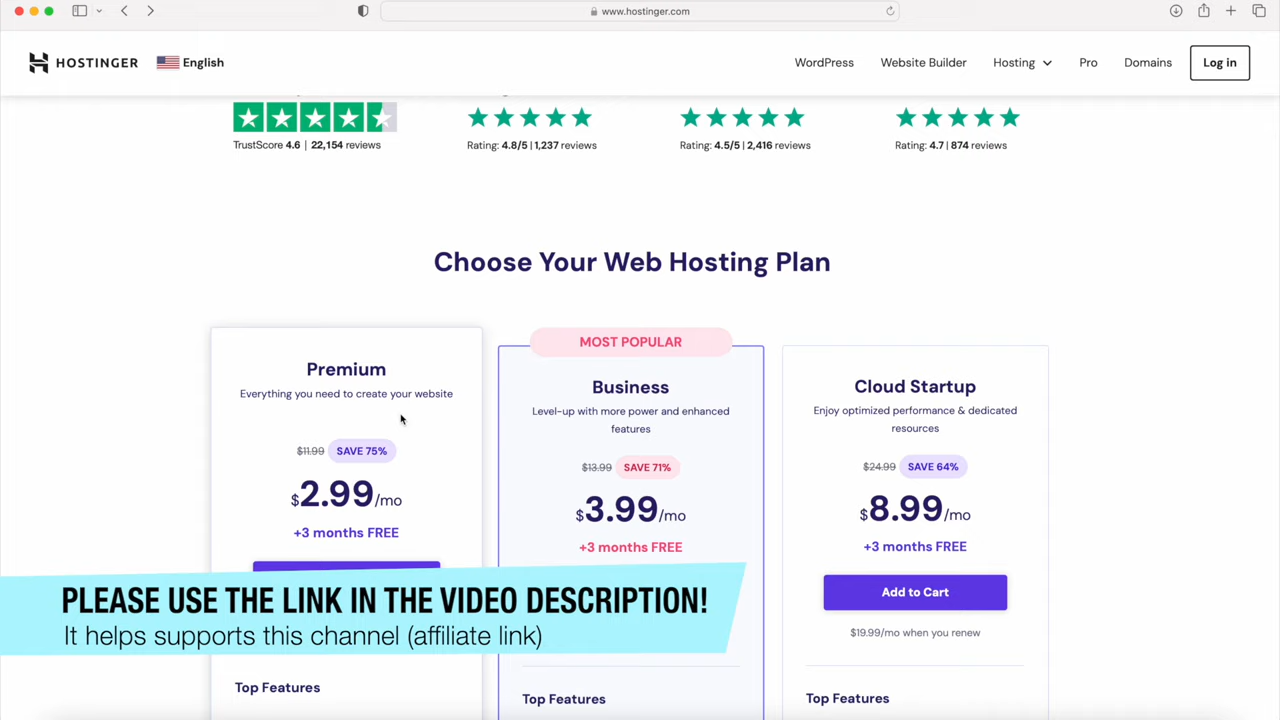 www.hostinger.com
HOSTINGER
English
WordPress
Website Builder
Hosting
Pro
Domains
Log in
TrustScore 4.6 | 22,154 reviews
Rating: 4.8/5 | 1,237 reviews
Rating: 4.5/5 | 2,416 reviews
Rating: 4.7 | 874 reviews
Choose Your Web Hosting Plan
Premium
Everything you need to create your website
$11.99 SAVE 75%
$2.99/mo
+3 months FREE
MOST POPULAR
Business
Level-up with more power and enhanced
features
$13.99 SAVE 71%
$3.99/mo
+3 months FREE
Cloud Startup
Enjoy optimized performance & dedicated
resources
$24.99 SAVE 64%
$8.99/mo
+3 months FREE
Add to Cart
$19.99/mo when you renew
PLEASE USE THE LINK IN THE VIDEO DESCRIPTION!
It helps supports this channel (affiliate link)
Top Features
Top Features
Top Features